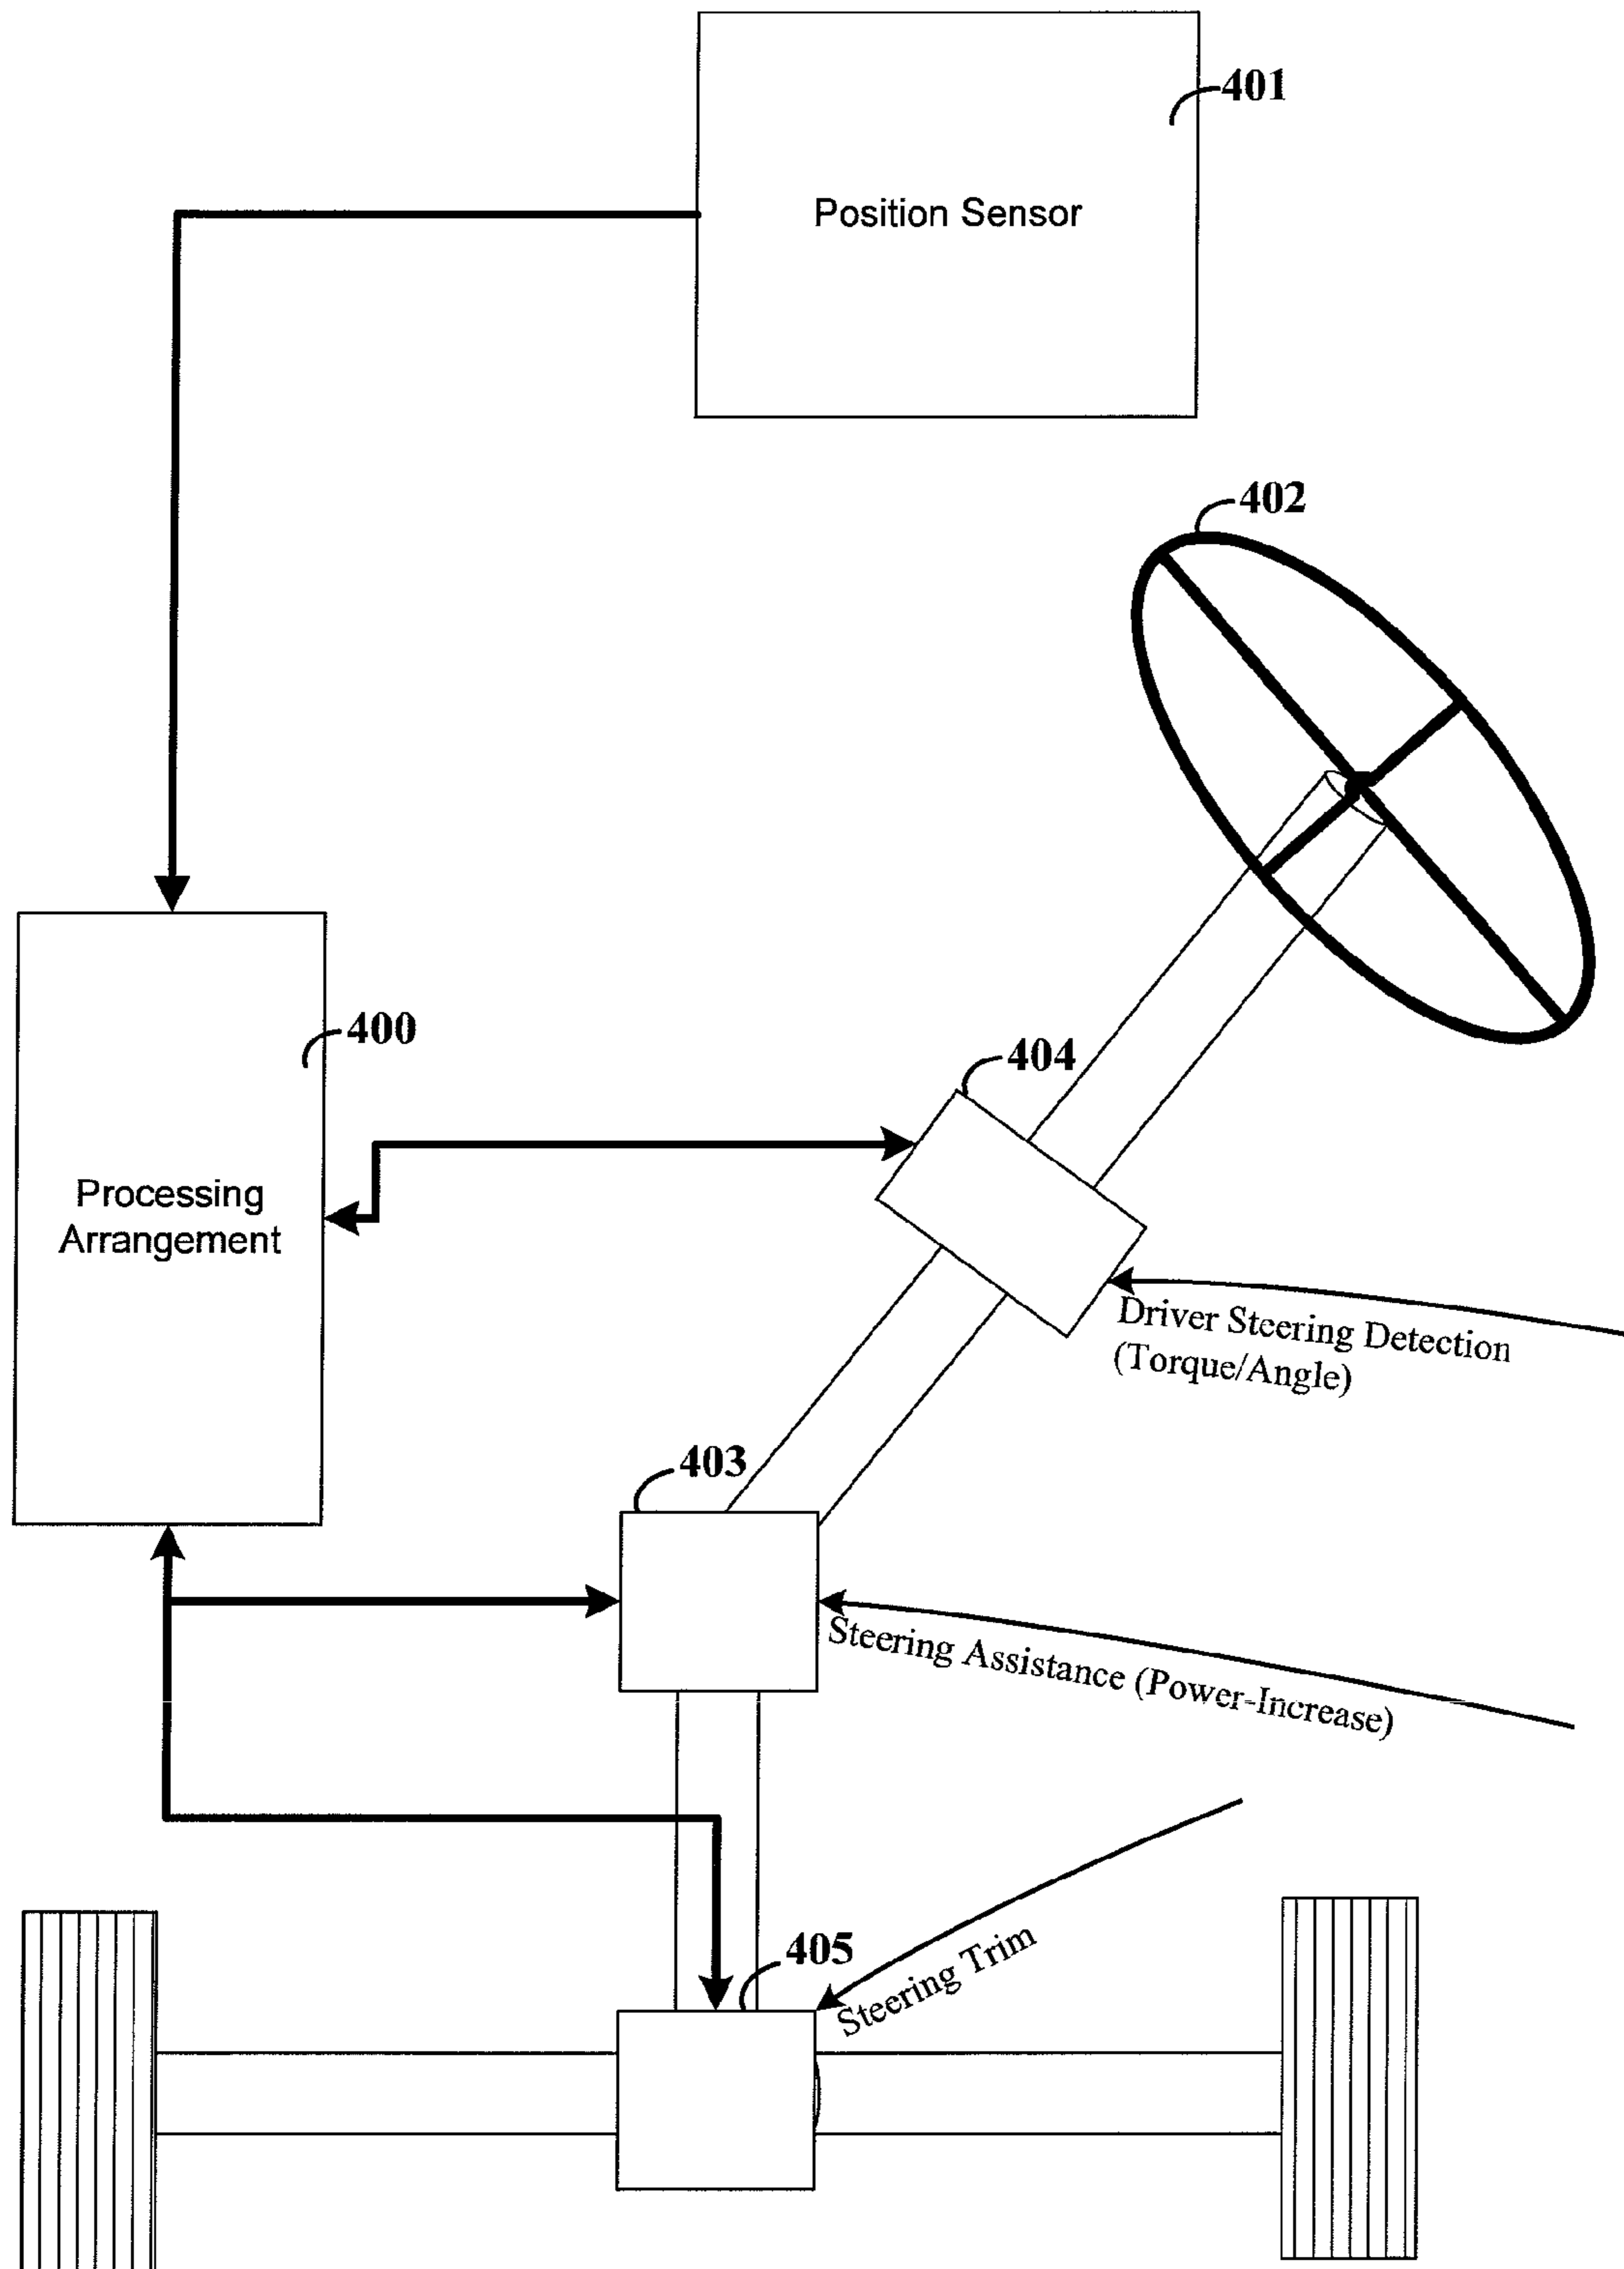 401
Position Sensor
402
400
404
Processing
Arrangement
Driver Steering Detection
(Torque/Angle)
403
Steering Assistance (Power-Increase)
405
Steering Trim